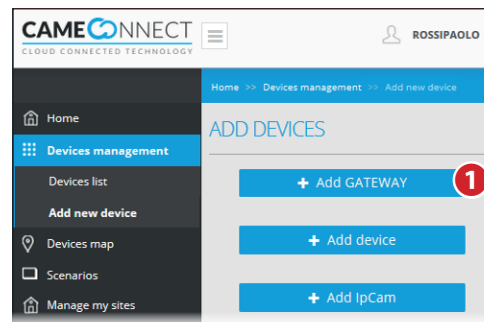 CAMECONNECT
CLOUD CONNECTED TECHNOLOGY
ROSSIPAOLO
Home >> Devices management >> Add new device
Home
Devices management
Devices list
Add new device
Devices map
Scenarios
Manage my sites
ADD DEVICES
+ Add GATEWAY
1
+ Add device
+ Add IpCam